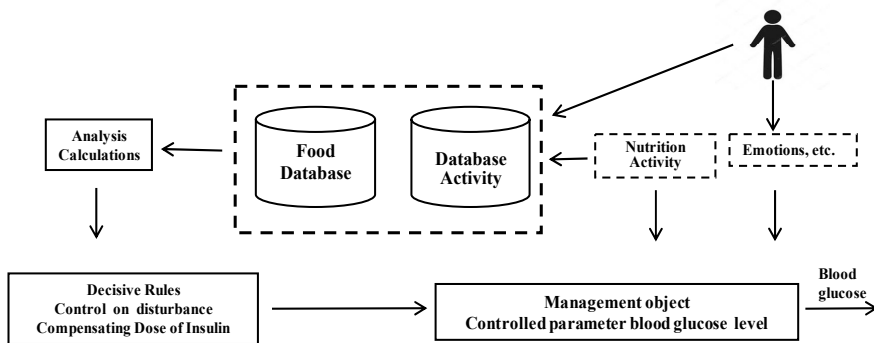 Analysis
Calculations
Food
Database
Database
Activity
Nutrition
Activity
Emotions, etc.
Decisive Rules
Control on disturbance
Compensating Dose of Insulin
Management object
Controlled parameter blood glucose level
Blood
glucose